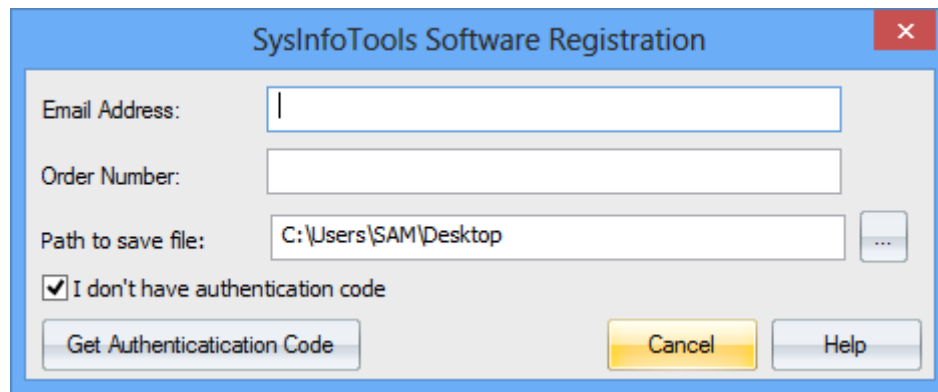 SysInfoTools Software Registration
Email Address:
Order Number:
Path to save file: C:\Users\SAM\Desktop ...
I don't have authentication code
Get Authenticatication Code Cancel Help